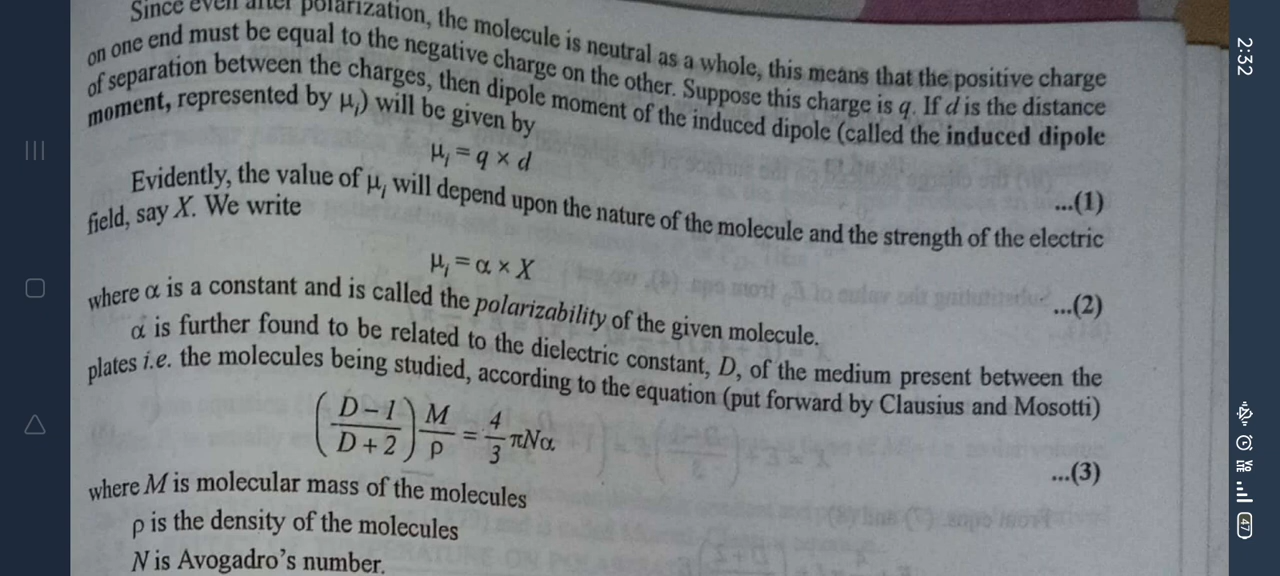 Since even after polarization, the molecule is neutral as a whole, this means that the positive charge
on one end must be equal to the negative charge on the other. Suppose this charge is q. If d is the distance
of separation between the charges, then dipole moment of the induced dipole (called the induced dipole
moment, represented by μᵢ) will be given by
μᵢ = q × d
...(1)
Evidently, the value of μᵢ will depend upon the nature of the molecule and the strength of the electric
field, say X. We write
μᵢ = α × X
...(2)
where α is a constant and is called the polarizability of the given molecule.
α is further found to be related to the dielectric constant, D, of the medium present between the
plates i.e. the molecules being studied, according to the equation (put forward by Clausius and Mosotti)
(D – 1 / D + 2) M / ρ = 4 / 3 πNα
...(3)
where M is molecular mass of the molecules
ρ is the density of the molecules
N is Avogadro's number.
2:32
47